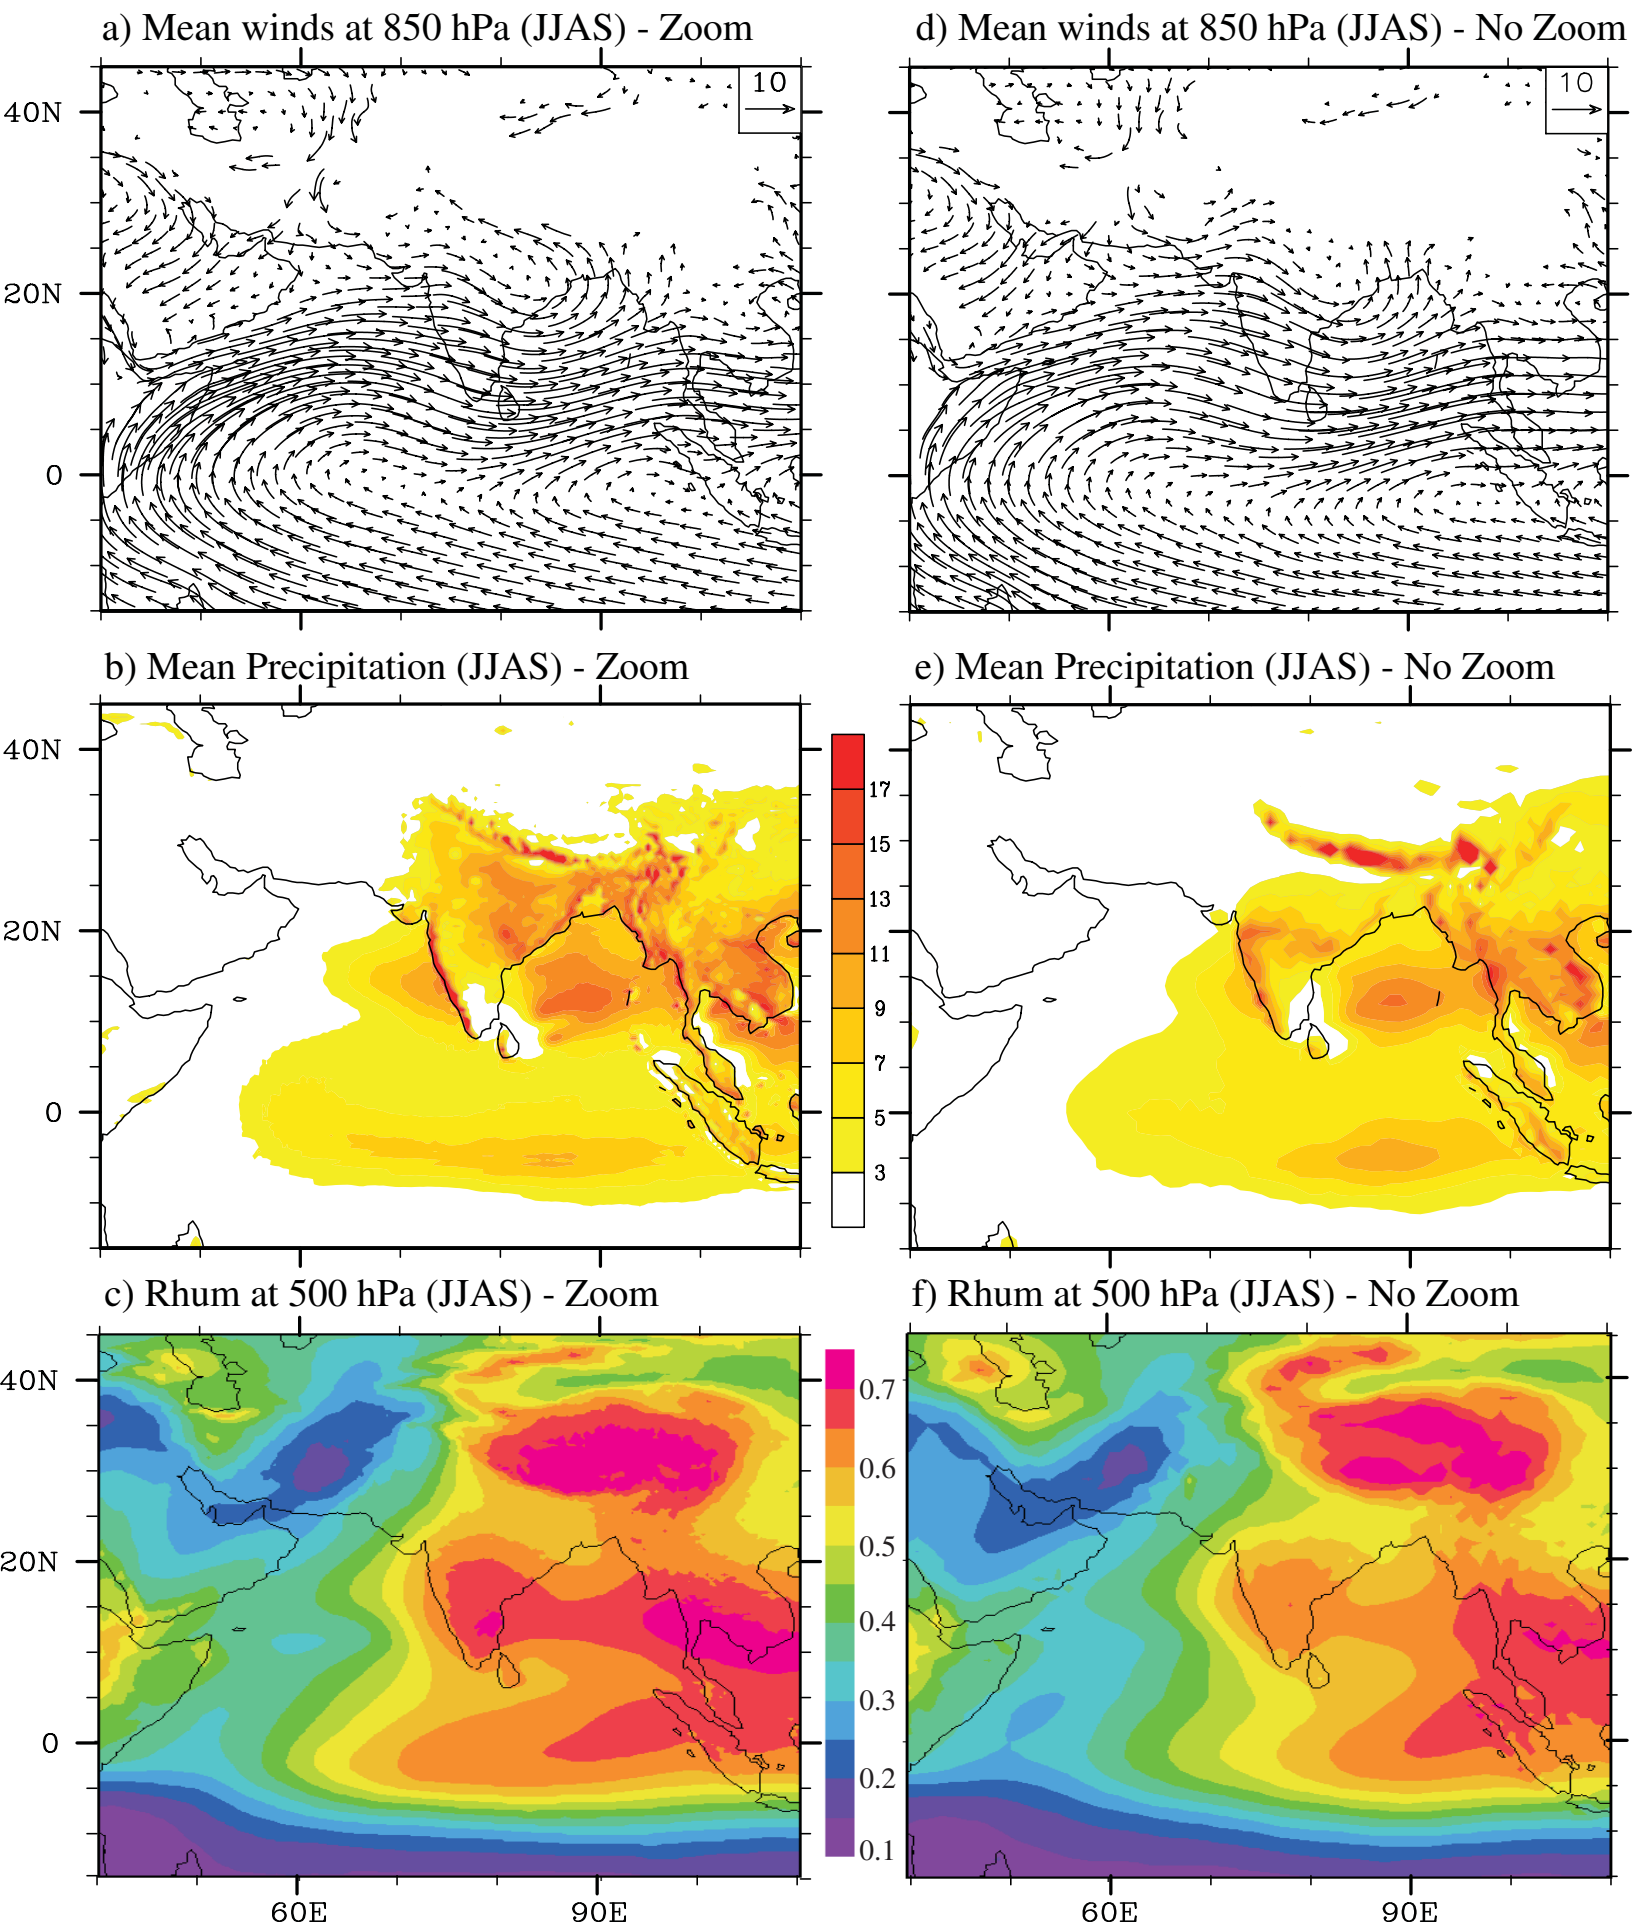 a) Mean winds at 850 hPa (JJAS) - Zoom
d) Mean winds at 850 hPa (JJAS) - No Zoom
10
10
40N
20N
0
b) Mean Precipitation (JJAS) - Zoom
e) Mean Precipitation (JJAS) - No Zoom
40N
20N
0
17
15
13
11
9
7
5
3
c) Rhum at 500 hPa (JJAS) - Zoom
f) Rhum at 500 hPa (JJAS) - No Zoom
40N
20N
0
0.7
0.6
0.5
0.4
0.3
0.2
0.1
60E
90E
60E
90E